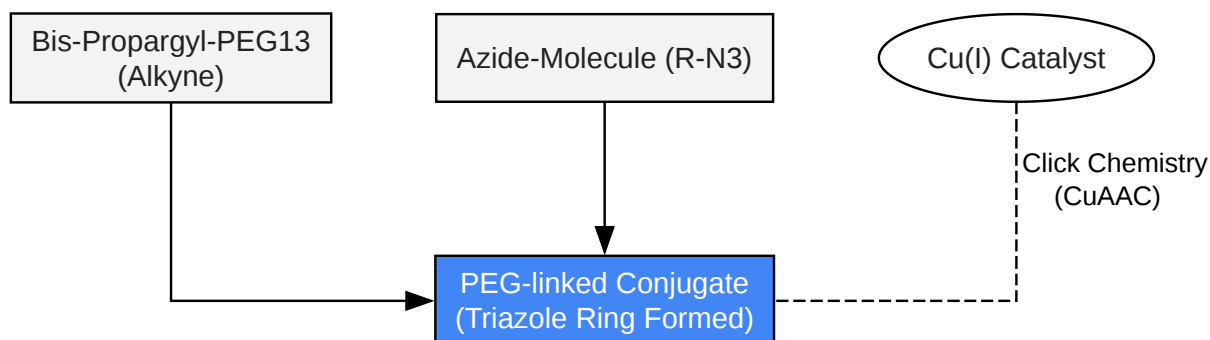 Bis-Propargyl-PEG13
(Alkyne)
Azide-Molecule (R-N3)
Cu(I) Catalyst
Click Chemistry
(CuAAC)
PEG-linked Conjugate
(Triazole Ring Formed)